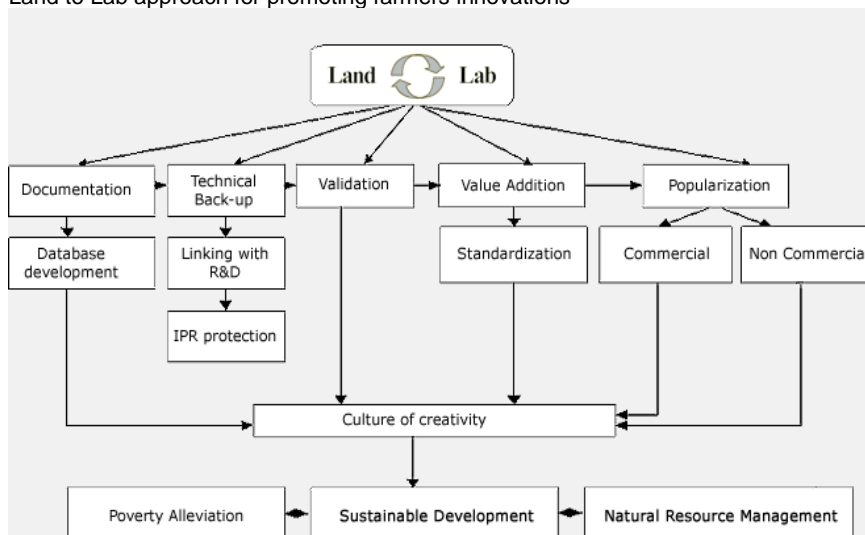 Land to Lab approach for promoting farmers innovations
Land Lab
Documentation
Technical
Back-up
Validation
Value Addition
Popularization
Database
development
Linking with
R&D
Standardization
Commercial
Non Commercial
IPR protection
Culture of creativity
Poverty Alleviation
Sustainable Development
Natural Resource Management